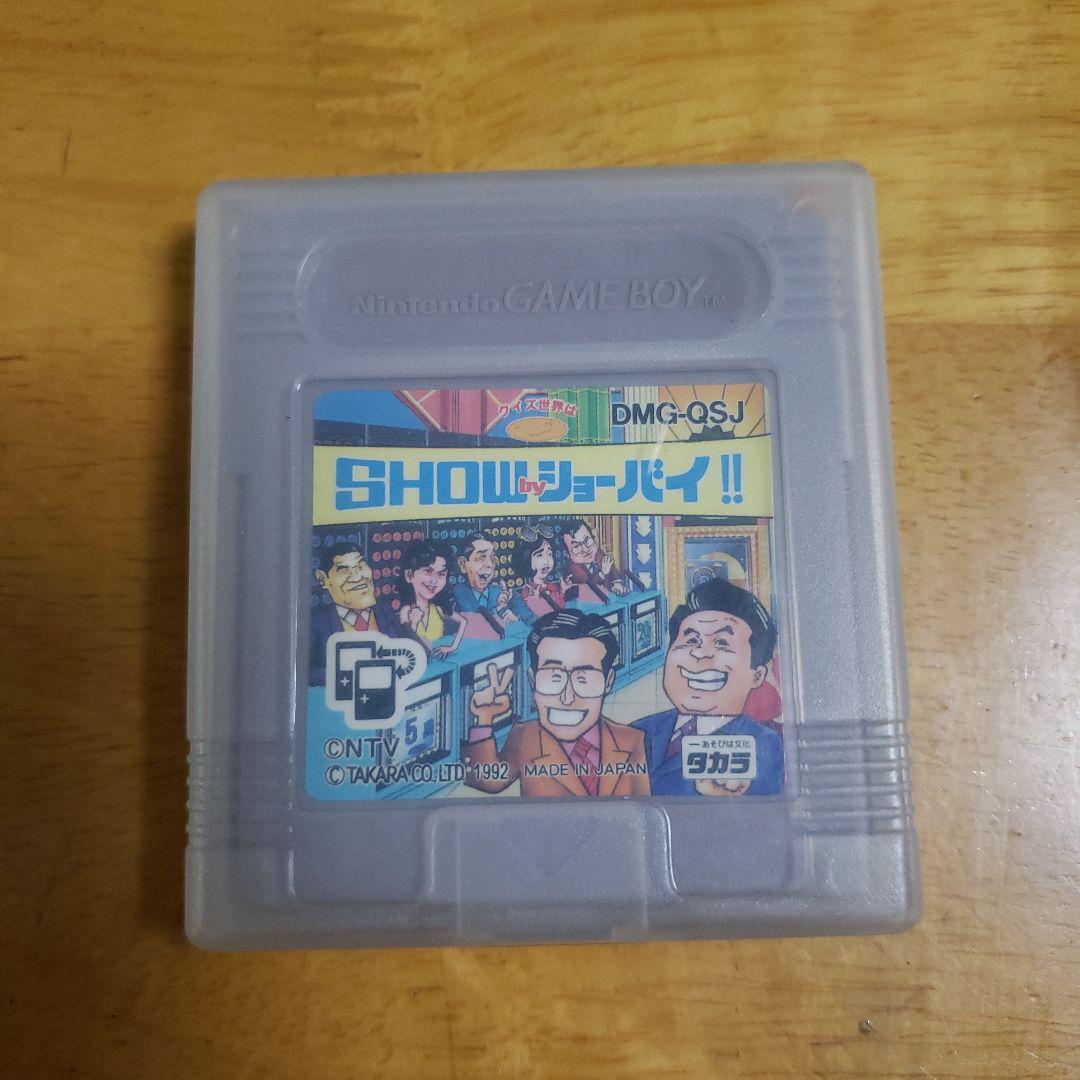 Nintendo GAME BOY TM
クイズ世界は
DMG-QSJ
SHOW by ショーバイ!!
20
5
©NTV
© TAKARA CO., LTD. 1992 MADE IN JAPAN
あそびは文化
タカラ